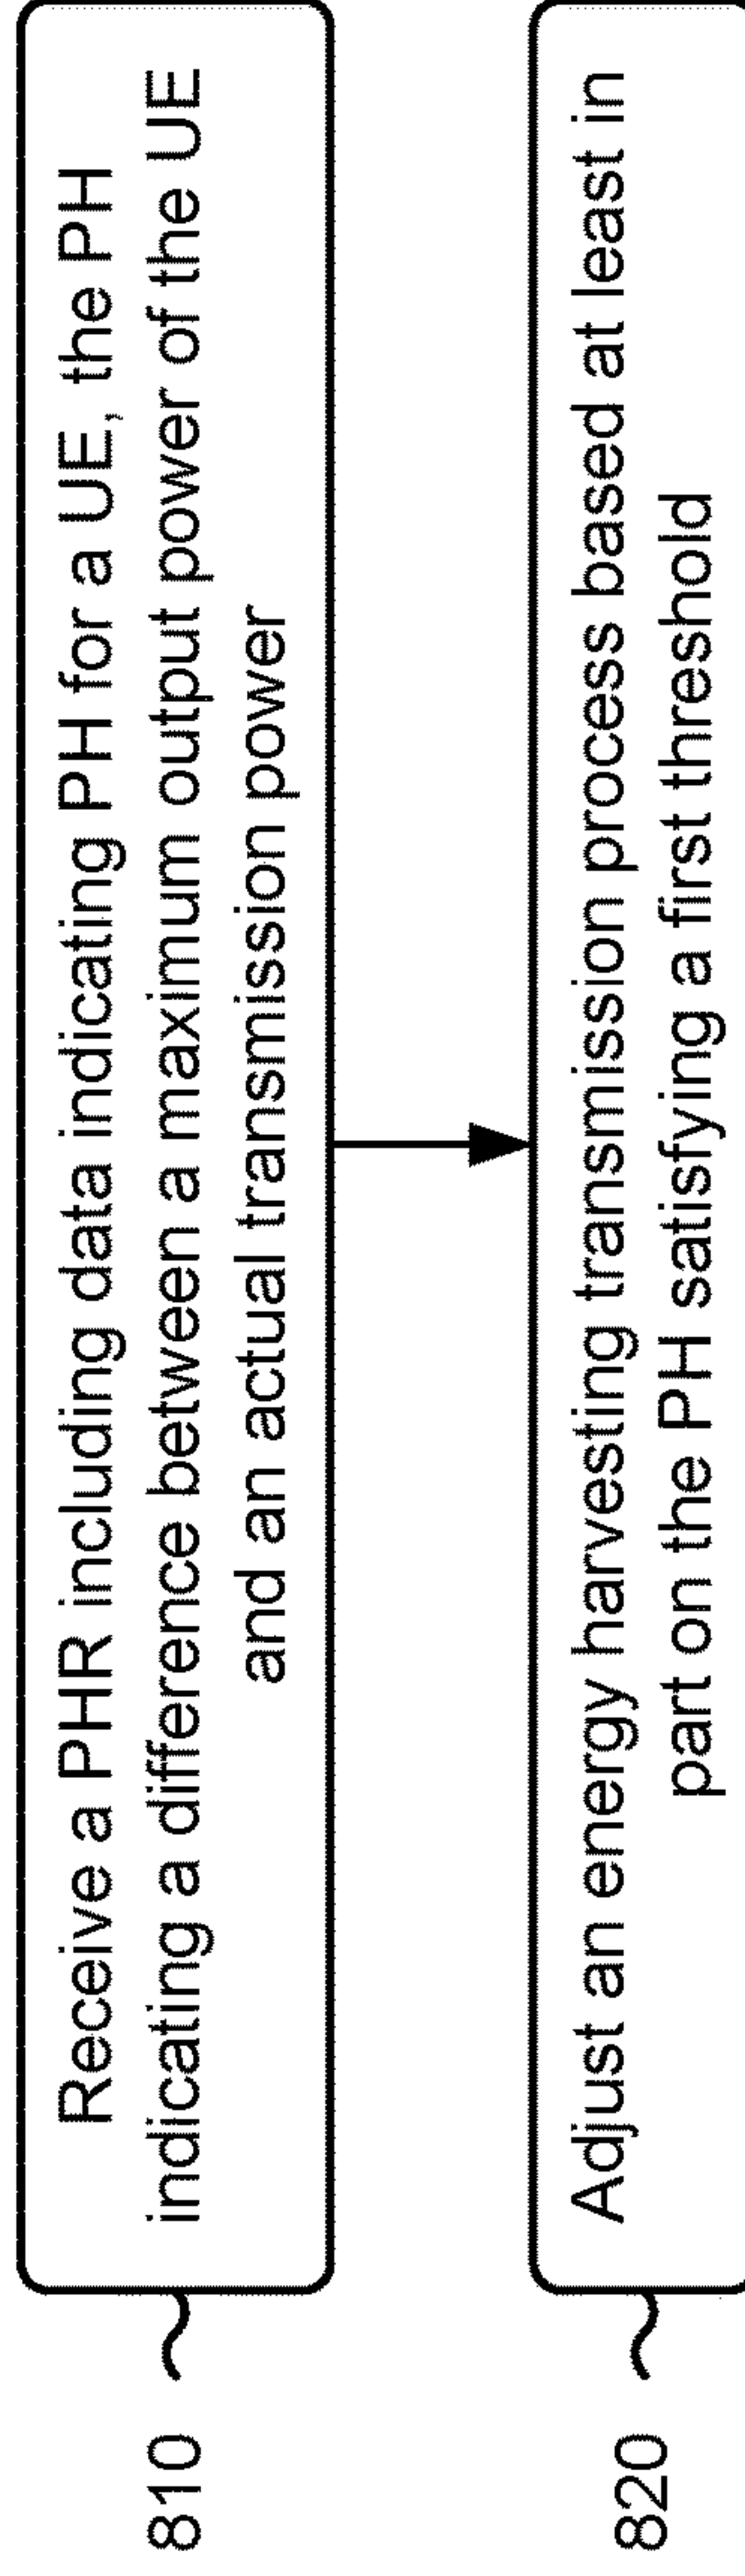 810
Receive a PHR including data indicating PH for a UE, the PH
indicating a difference between a maximum output power of the UE
and an actual transmission power
820
Adjust an energy harvesting transmission process based at least in
part on the PH satisfying a first threshold